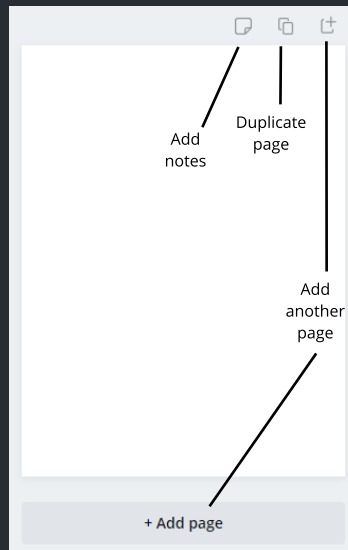 Add
notes
Duplicate
page
Add
another
page
+ Add page